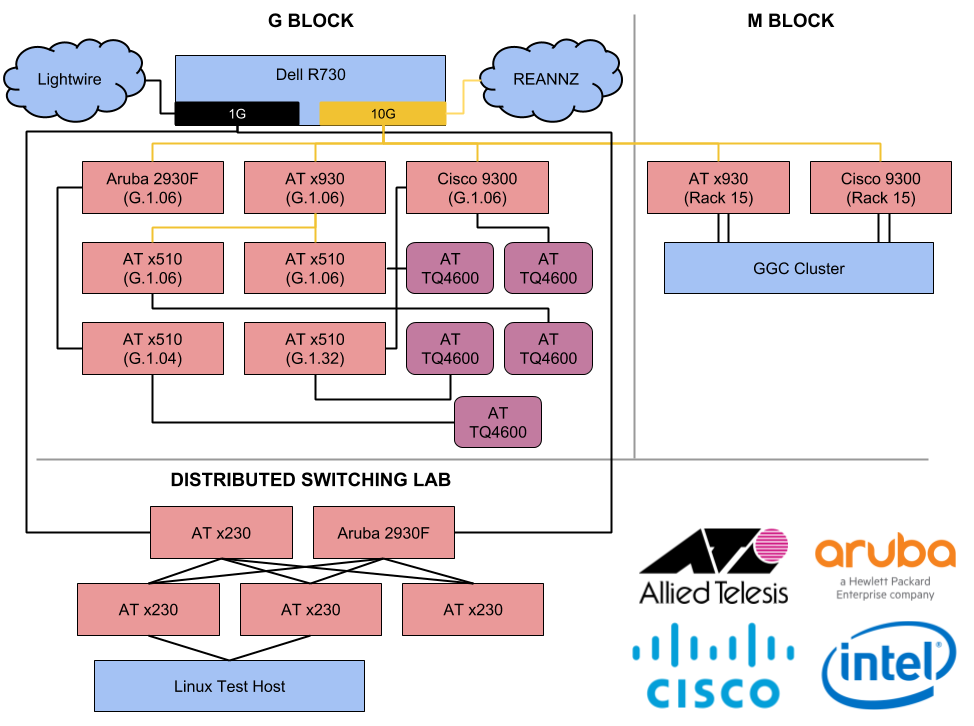 G BLOCK
M BLOCK
Lightwire
Dell R730
REANNZ
1G
10G
Aruba 2930F
(G.1.06)
AT x930
(G.1.06)
Cisco 9300
(G.1.06)
AT x930
(Rack 15)
Cisco 9300
(Rack 15)
AT x510
(G.1.06)
AT x510
(G.1.06)
AT
TQ4600
AT
TQ4600
GGC Cluster
AT x510
(G.1.04)
AT x510
(G.1.32)
AT
TQ4600
AT
TQ4600
AT
TQ4600
DISTRIBUTED SWITCHING LAB
AT x230
Aruba 2930F
AT x230
AT x230
AT x230
Linux Test Host
Allied Telesis
aruba
a Hewlett Packard
Enterprise company
CISCO
intel